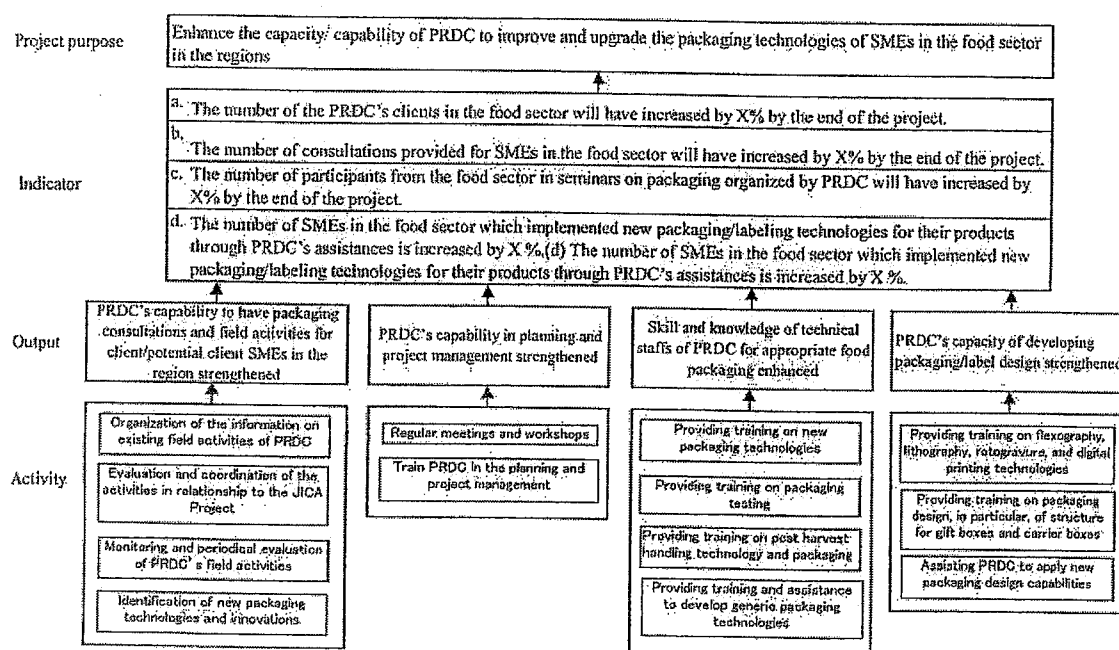 Project purpose
Enhance the capacity/ capability of PRDC to improve and upgrade the packaging technologies of SMEs in the food sector
in the regions
Indicator
a. The number of the PRDC's clients in the food sector will have increased by X% by the end of the project.
b.
The number of consultations provided for SMEs in the food sector will have increased by X% by the end of the project.
c. The number of participants from the food sector in seminars on packaging organized by PRDC will have increased by
X% by the end of the project.
d. The number of SMEs in the food sector which implemented new packaging/labeling technologies for their products
through PRDC's assistances is increased by X %.(d) The number of SMEs in the food sector which implemented new
packaging/labeling technologies for their products through PRDC's assistances is increased by X %.
Output
PRDC's capability to have packaging
consultations and field activities for
client/potential client SMEs in the
region strengthened
PRDC's capability in planning and
project management strengthened
Skill and knowledge of technical
staffs of PRDC for appropriate food
packaging enhanced
PRDC's capacity of developing
packaging/label design strengthened
Activity
Organization of the information on
existing field activities of PRDC
Evaluation and coordination of the
activities in relationship to the JICA
Project
Monitoring and periodical evaluation
of PRDC's field activities
Identification of new packaging
technologies and innovations
Regular meetings and workshops
Train PRDC in the planning and
project management
Providing training on new
packaging technologies
Providing training on packaging
testing
Providing training on post harvest
handling technology and packaging
Providing training and assistance
to develop generic packaging
technologies
Providing training on flexography,
lithography, rotogravure, and digital
printing technologies
Providing training on packaging
design, in particular, of structure
for gift boxes and carrier boxes
Assisting PRDC to apply new
packaging design capabilities